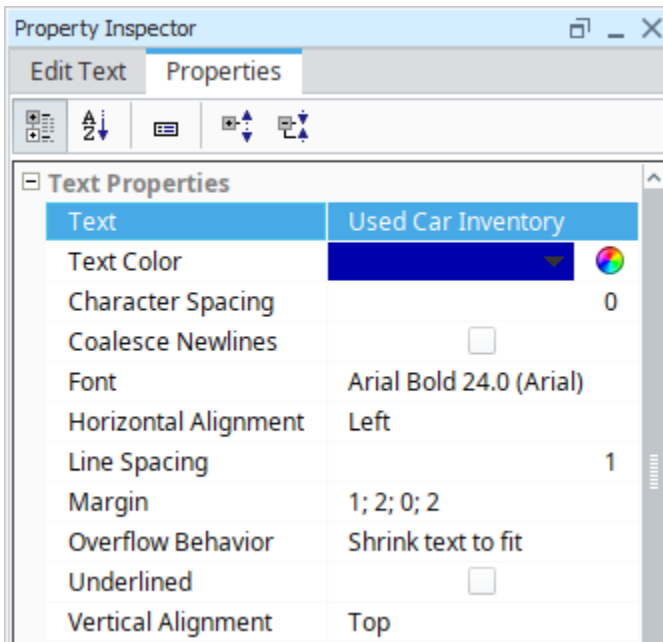 Property Inspector
Edit Text Properties
Text Properties
Text Used Car Inventory
Text Color
Character Spacing 0
Coalesce Newlines
Font Arial Bold 24.0 (Arial)
Horizontal Alignment Left
Line Spacing 1
Margin 1; 2; 0; 2
Overflow Behavior Shrink text to fit
Underlined
Vertical Alignment Top